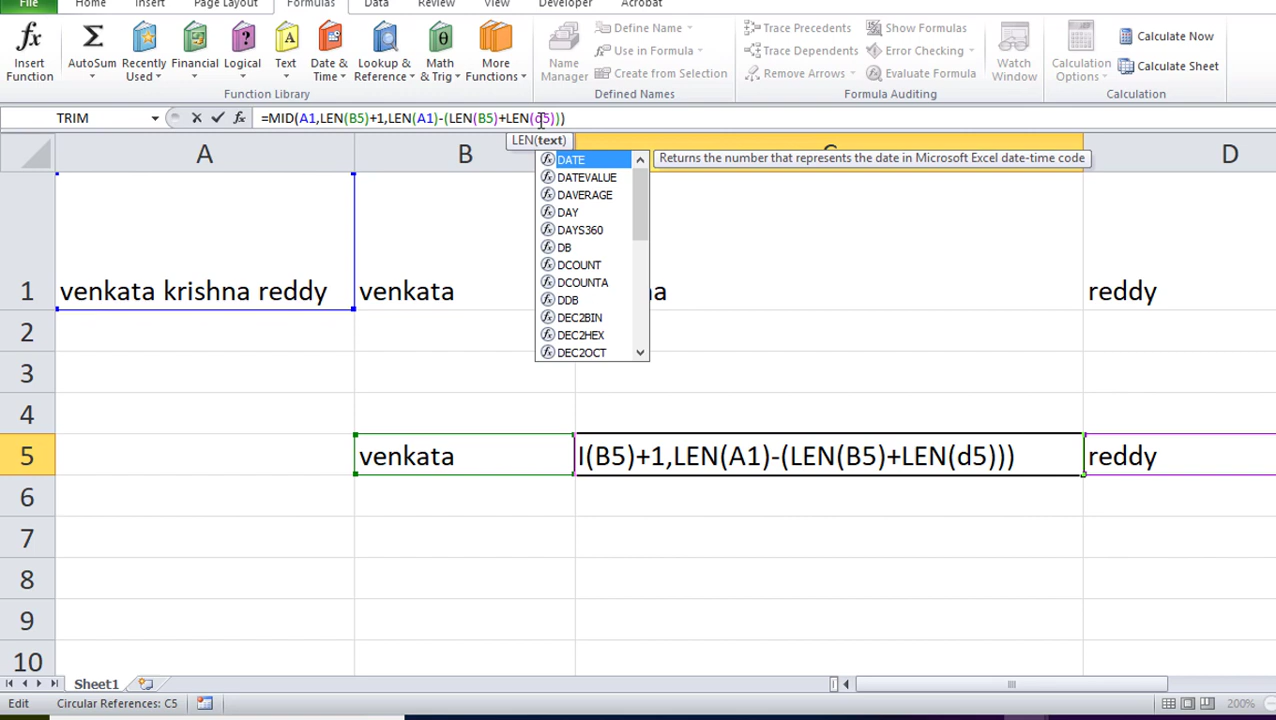 File Home Insert Page Layout Formulas Data Review View Developer Acrobat
Insert Function
AutoSum
Recently Used
Financial
Logical
Text
Date & Time
Lookup & Reference
Math & Trig
More Functions
Function Library
Name Manager
Define Name
Use in Formula
Create from Selection
Defined Names
Trace Precedents
Trace Dependents
Remove Arrows
Show Formulas
Error Checking
Evaluate Formula
Formula Auditing
Watch Window
Calculation Options
Calculate Now
Calculate Sheet
Calculation
TRIM fx =MID(A1,LEN(B5)+1,LEN(A1)-(LEN(B5)+LEN(d5)))
LEN(text)
A B D
DATE Returns the number that represents the date in Microsoft Excel date-time code
DATEVALUE
DAVERAGE
DAY
DAYS360
DB
DCOUNT
DCOUNTA
DDB
DEC2BIN
DEC2HEX
DEC2OCT
1 venkata krishna reddy venkata na reddy
2
3
4
5 venkata I(B5)+1,LEN(A1)-(LEN(B5)+LEN(d5))) reddy
6
7
8
9
10
Sheet1
Edit Circular References: C5 200%